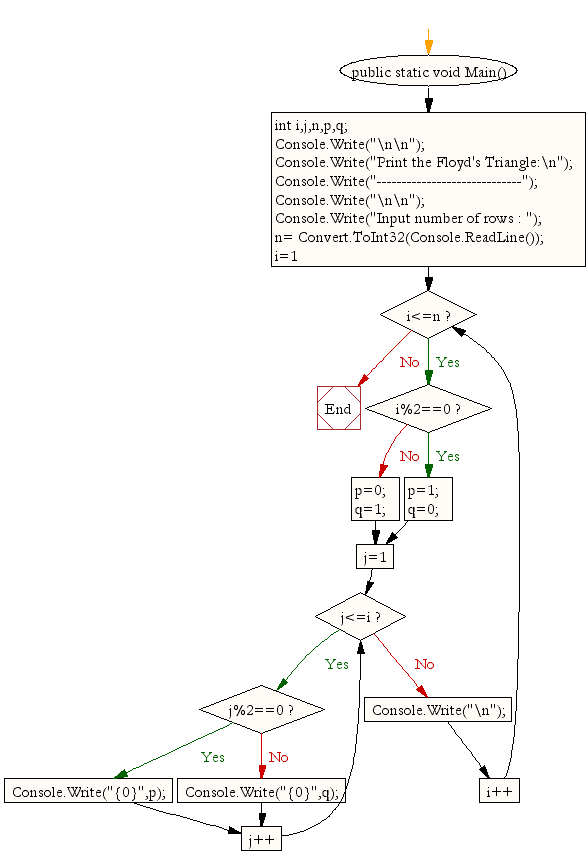 public static void Main()
int i,j,n,p,q;
Console.Write("\n\n");
Console.Write("Print the Floyd's Triangle:\n");
Console.Write("-----------------------------");
Console.Write("\n\n");
Console.Write("Input number of rows : ");
n= Convert.ToInt32(Console.ReadLine());
i=1
i<=n ?
No
Yes
End
i%2==0 ?
No
Yes
p=0;
q=1;
p=1;
q=0;
j=1
j<=i ?
Yes
No
j%2==0 ?
Console.Write("\n");
Yes
No
Console.Write("{0}",p);
Console.Write("{0}",q);
i++
j++